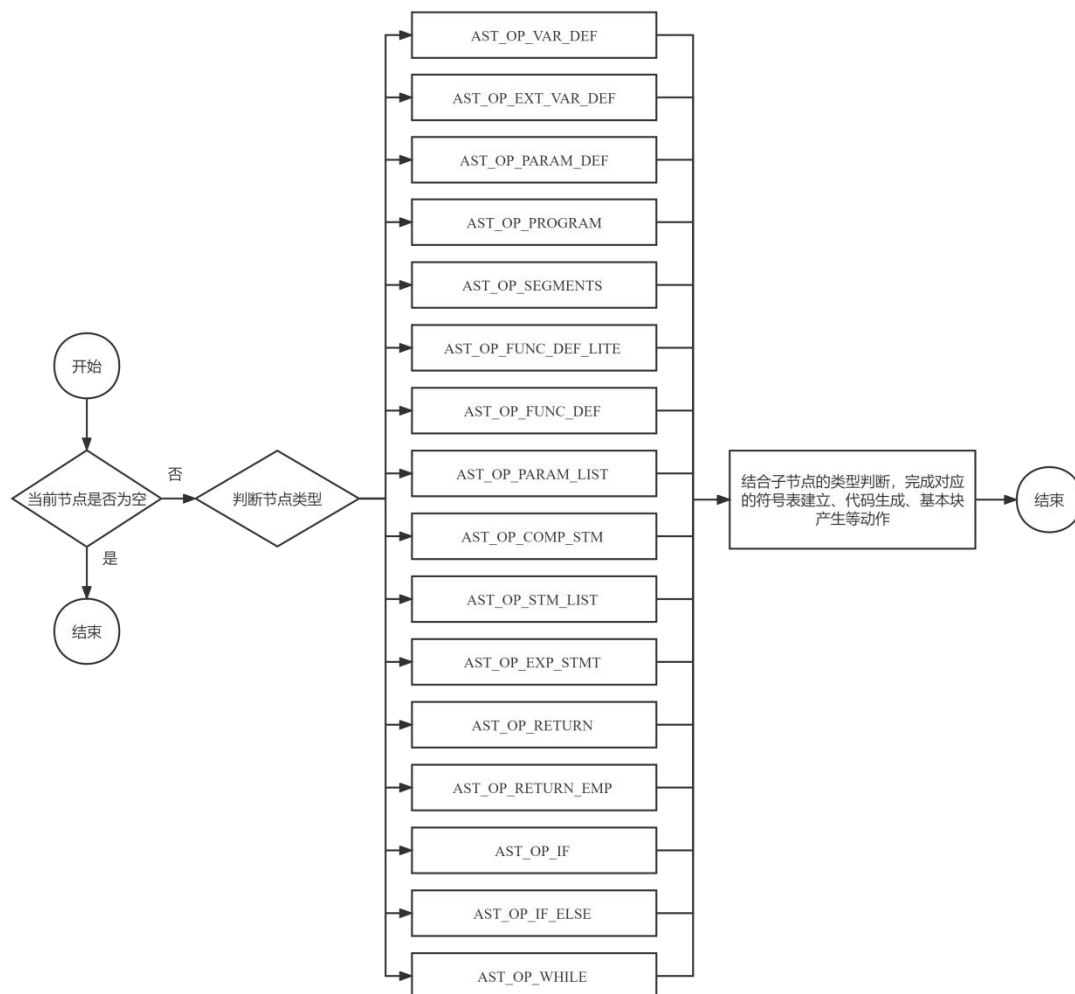 开始
当前节点是否为空
否
是
结束
判断节点类型
AST_OP_VAR_DEF
AST_OP_EXT_VAR_DEF
AST_OP_PARAM_DEF
AST_OP_PROGRAM
AST_OP_SEGMENTS
AST_OP_FUNC_DEF_LITE
AST_OP_FUNC_DEF
AST_OP_PARAM_LIST
AST_OP_COMP_STM
AST_OP_STM_LIST
AST_OP_EXP_STMT
AST_OP_RETURN
AST_OP_RETURN_EMP
AST_OP_IF
AST_OP_IF_ELSE
AST_OP_WHILE
结合子节点的类型判断，完成对应
的符号表建立、代码生成、基本块
产生等动作
结束